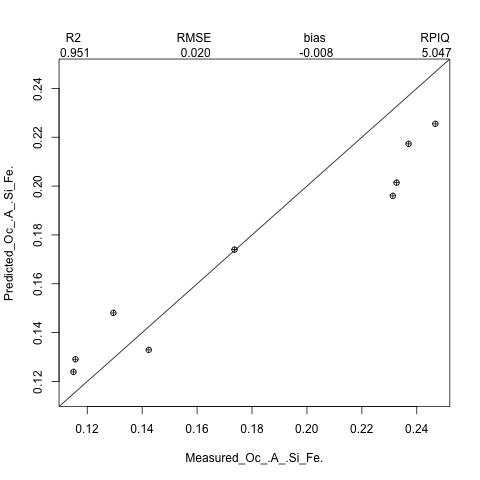 R2 RMSE bias RPIQ
0.951 0.020 -0.008 5.047
0.24
0.22
0.20
0.18
0.16
0.14
0.12
Predicted_Oc_.A_.Si_Fe.
0.12 0.14 0.16 0.18 0.20 0.22 0.24
Measured_Oc_.A_.Si_Fe.